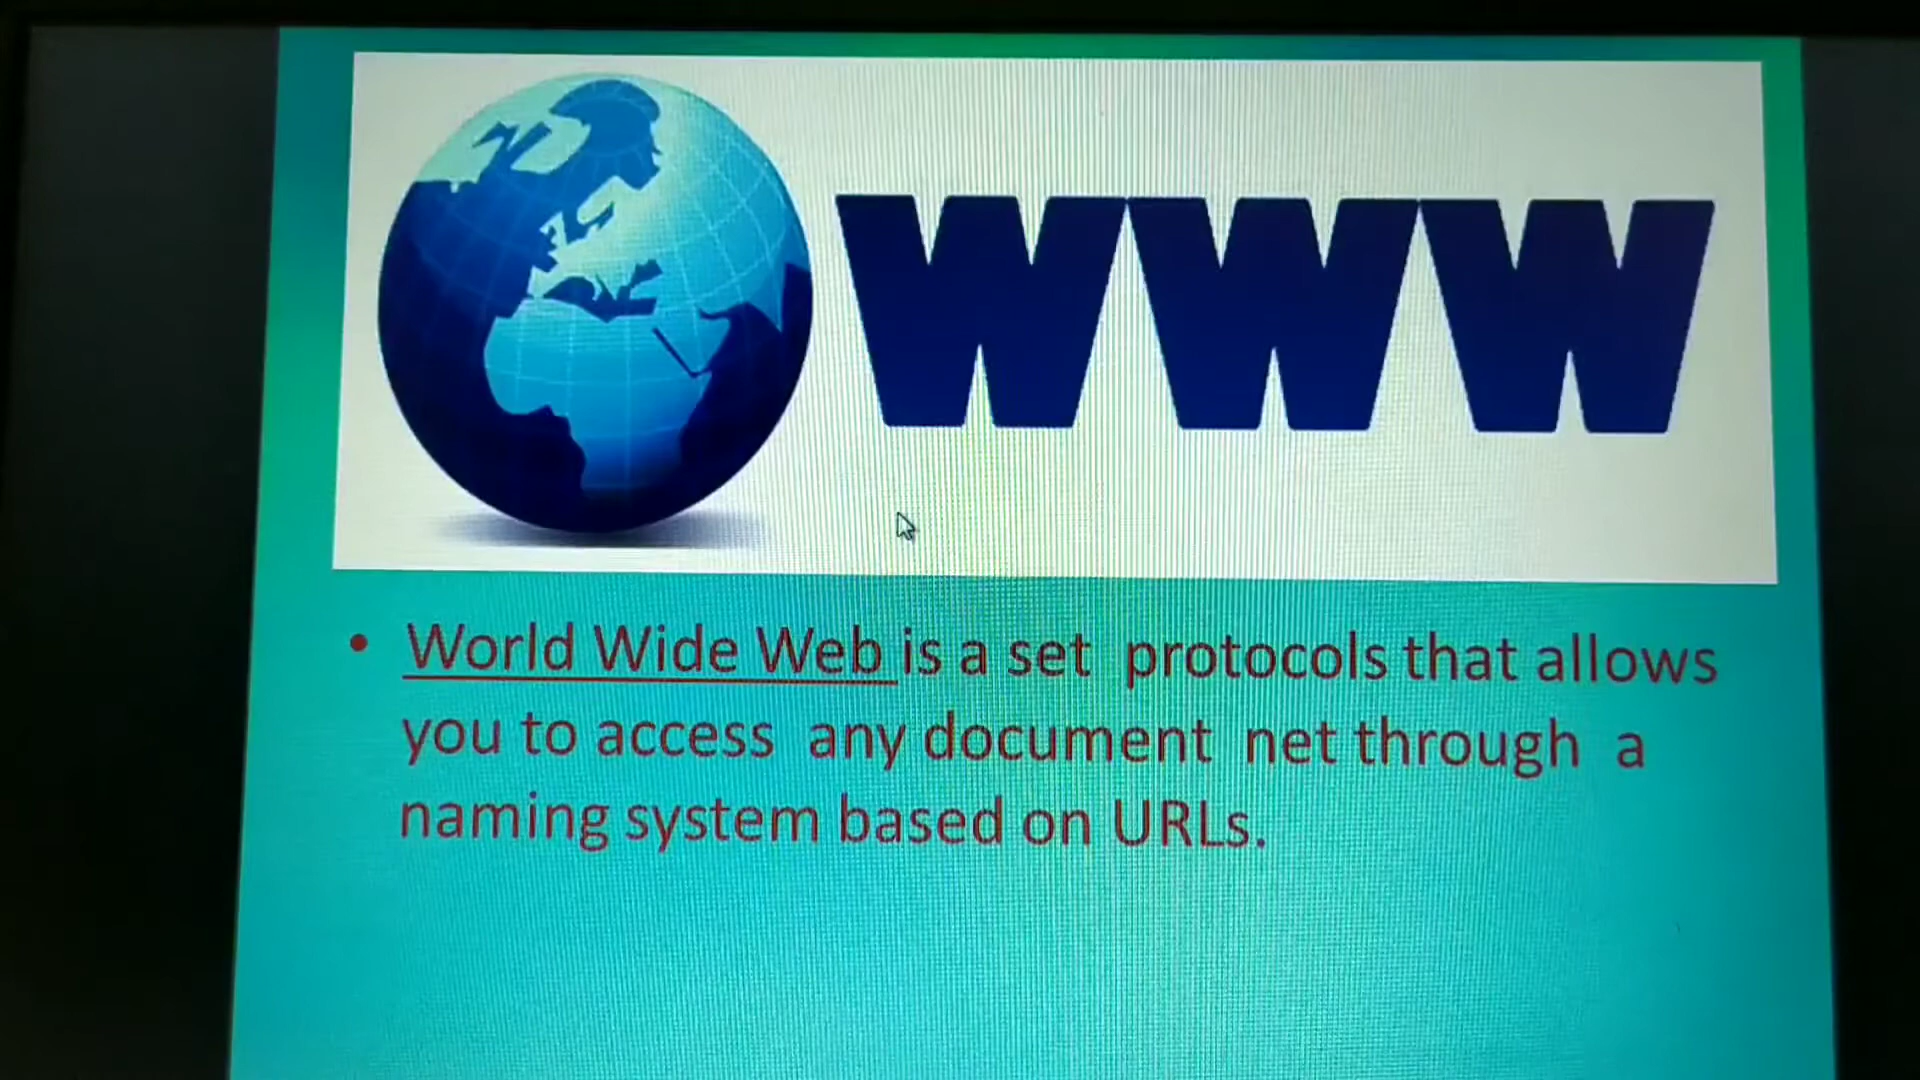 WWW
• World Wide Web is a set protocols that allows
you to access any document net through a
naming system based on URLs.